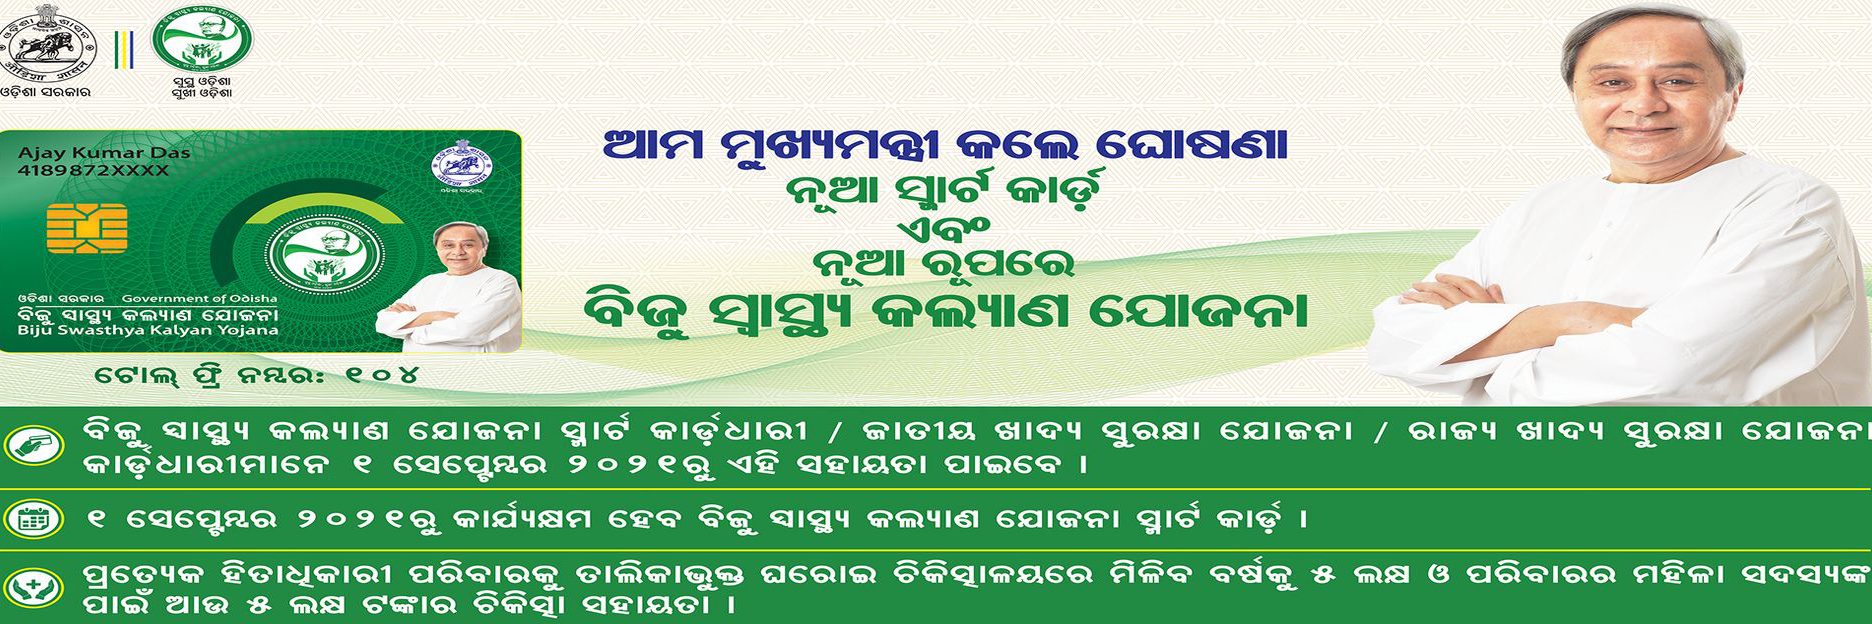 ଓଡ଼ିଶା ସରକାର
ସୁସ୍ଥ ଓଡ଼ିଶା
ସୁଖୀ ଓଡ଼ିଶା
Ajay Kumar Das
4189872XXXX
ଓଡିଶା ସରକାର Government of Odisha
ବିଜୁ ସ୍ୱାସ୍ଥ୍ୟ କଲ୍ୟାଣ ଯୋଜନା
Biju Swasthya Kalyan Yojana
ଟୋଲ୍ ଫ୍ରି ନମ୍ବର: ୧୦୪
ଆମ ମୁଖ୍ୟମନ୍ତ୍ରୀ କଲେ ଘୋଷଣା
ନୂଆ ସ୍ମାର୍ଟ କାର୍ଡ଼
ଏବଂ
ନୂଆ ରୂପରେ
ବିଜୁ ସ୍ୱାସ୍ଥ୍ୟ କଲ୍ୟାଣ ଯୋଜନା
ବିଜୁ ସ୍ୱାସ୍ଥ୍ୟ କଲ୍ୟାଣ ଯୋଜନା ସ୍ମାର୍ଟ କାର୍ଡ଼ଧାରୀ / ଜାତୀୟ ଖାଦ୍ୟ ସୁରକ୍ଷା ଯୋଜନା / ରାଜ୍ୟ ଖାଦ୍ୟ ସୁରକ୍ଷା ଯୋଜନା
କାର୍ଡ଼ଧାରୀମାନେ ୧ ସେପ୍ଟେମ୍ବର ୨୦୨୧ରୁ ଏହି ସହାୟତା ପାଇବେ ।
୧ ସେପ୍ଟେମ୍ବର ୨୦୨୧ରୁ କାର୍ଯ୍ୟକ୍ଷମ ହେବ ବିଜୁ ସ୍ୱାସ୍ଥ୍ୟ କଲ୍ୟାଣ ଯୋଜନା ସ୍ମାର୍ଟ କାର୍ଡ଼ ।
ପ୍ରତ୍ୟେକ ହିତାଧିକାରୀ ପରିବାରକୁ ତାଲିକାଭୁକ୍ତ ଘରୋଇ ଚିକିତ୍ସାଳୟରେ ମିଳିବ ବର୍ଷକୁ ୫ ଲକ୍ଷ ଓ ପରିବାରର ମହିଳା ସଦସ୍ୟଙ୍କ
ପାଇଁ ଆଉ ୫ ଲକ୍ଷ ଟଙ୍କାର ଚିକିତ୍ସା ସହାୟତା ।